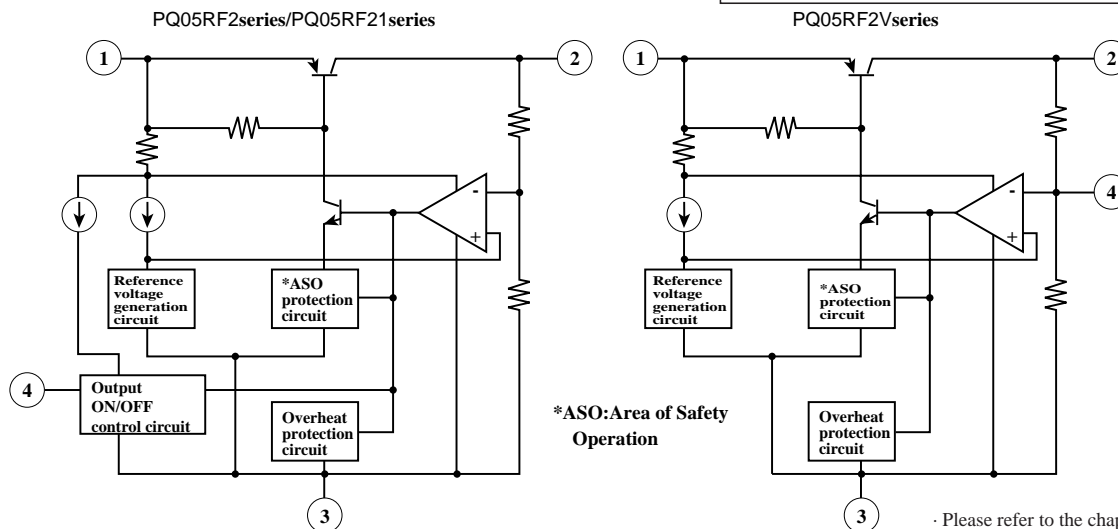 PQ05RF2series/PQ05RF21series
1
2
-
+
Reference
voltage
generation
circuit
*ASO
protection
circuit
4
Output
ON/OFF
control circuit
Overheat
protection
circuit
3
*ASO:Area of Safety
Operation
PQ05RF2Vseries
1
2
-
+
4
Reference
voltage
generation
circuit
*ASO
protection
circuit
Overheat
protection
circuit
3
· Please refer to the